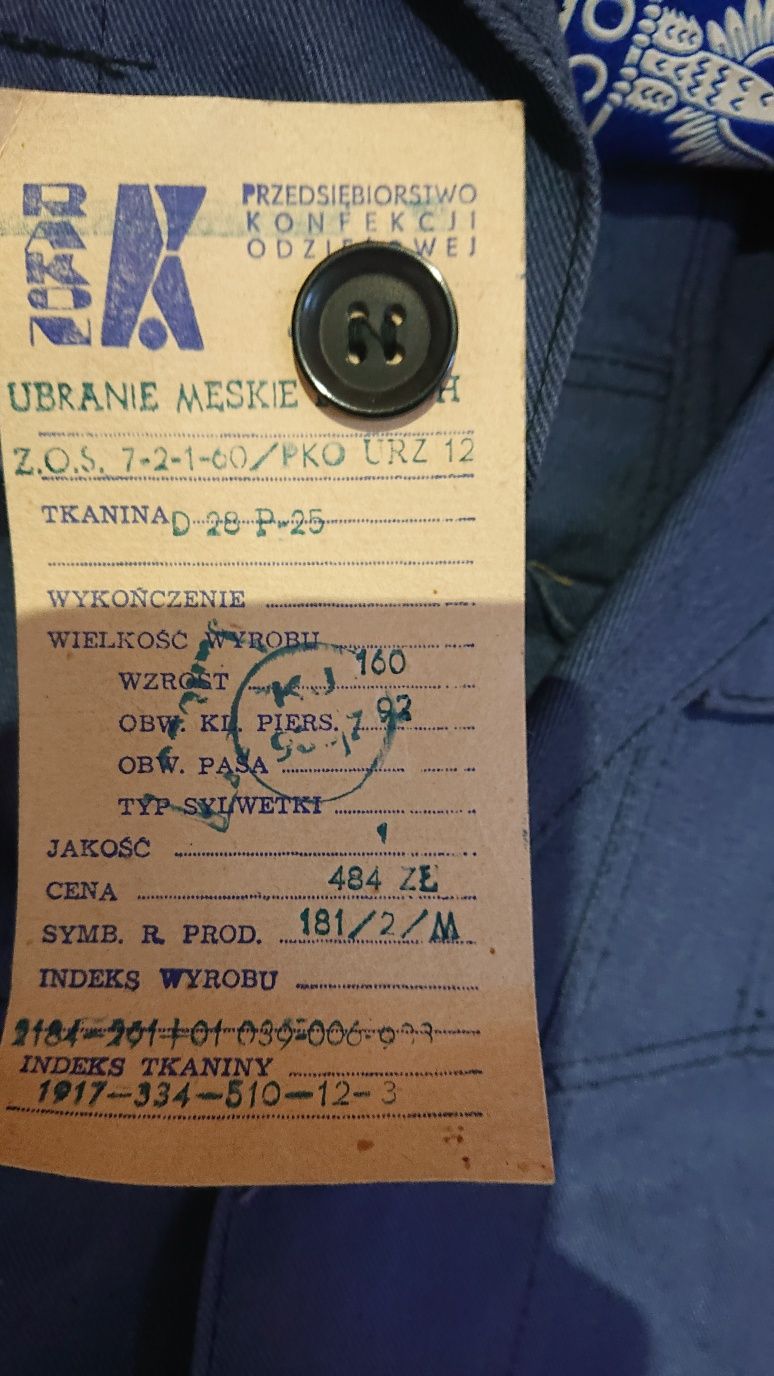 RAKON
PRZEDSIĘBIORSTWO
KONFEKCJI
UBRANIE MĘSKIE
Z.O.S. 7-2-1-60/PKO URZ 12
TKANINA D 28 P-25
WYKOŃCZENIE
WIELKOŚĆ WYROBU
WZROST 160
OBW. KL. PIERS. 92
OBW. PASA
TYP SYLWETKI
JAKOŚĆ
CENA 484 ZŁ
SYMB. R. PROD. 181/2/M
INDEKS WYROBU
INDEKS TKANINY
1917-334-510-12-3